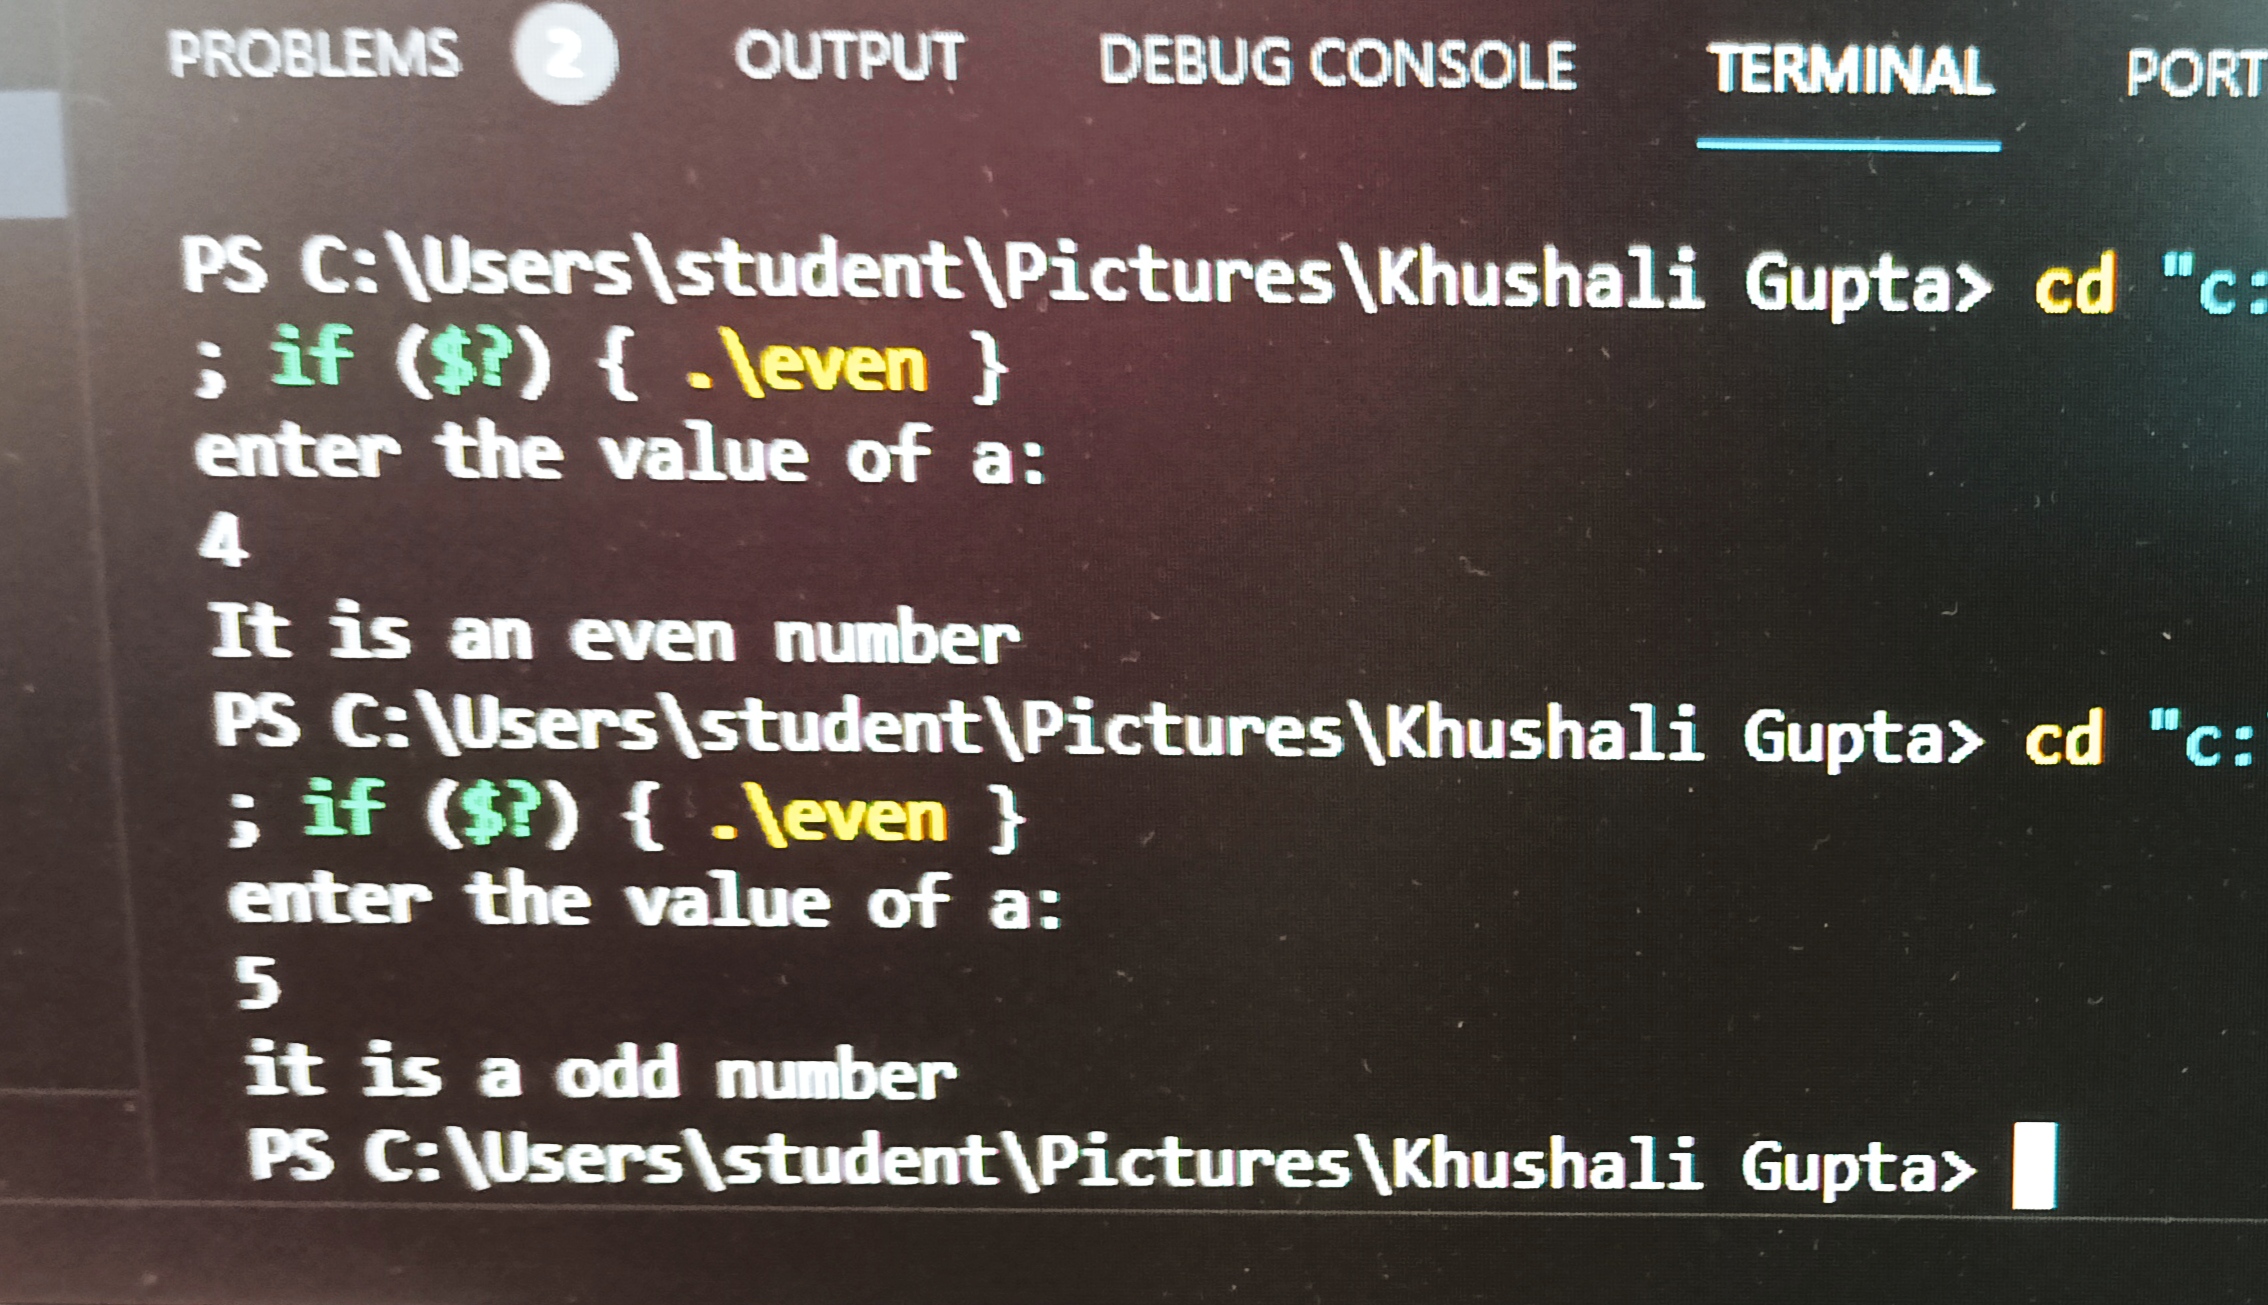 PROBLEMS 2 OUTPUT DEBUG CONSOLE TERMINAL PORT
PS C:\Users\student\Pictures\Khushali Gupta> cd "c:
; if ($?) { .\even }
enter the value of a:
4
It is an even number
PS C:\Users\student\Pictures\Khushali Gupta> cd "c:
; if ($?) { .\even }
enter the value of a:
5
it is a odd number
PS C:\Users\student\Pictures\Khushali Gupta>